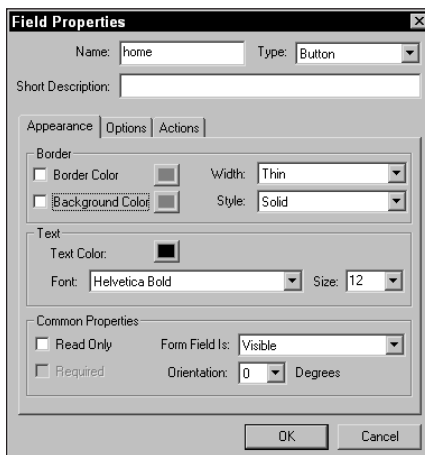 Field Properties
Name: home Type: Button
Short Description:
Appearance Options Actions
Border
Border Color Width: Thin
Background Color Style: Solid
Text
Text Color:
Font: Helvetica Bold Size: 12
Common Properties
Read Only Form Field Is: Visible
Required Orientation: 0 Degrees
OK Cancel